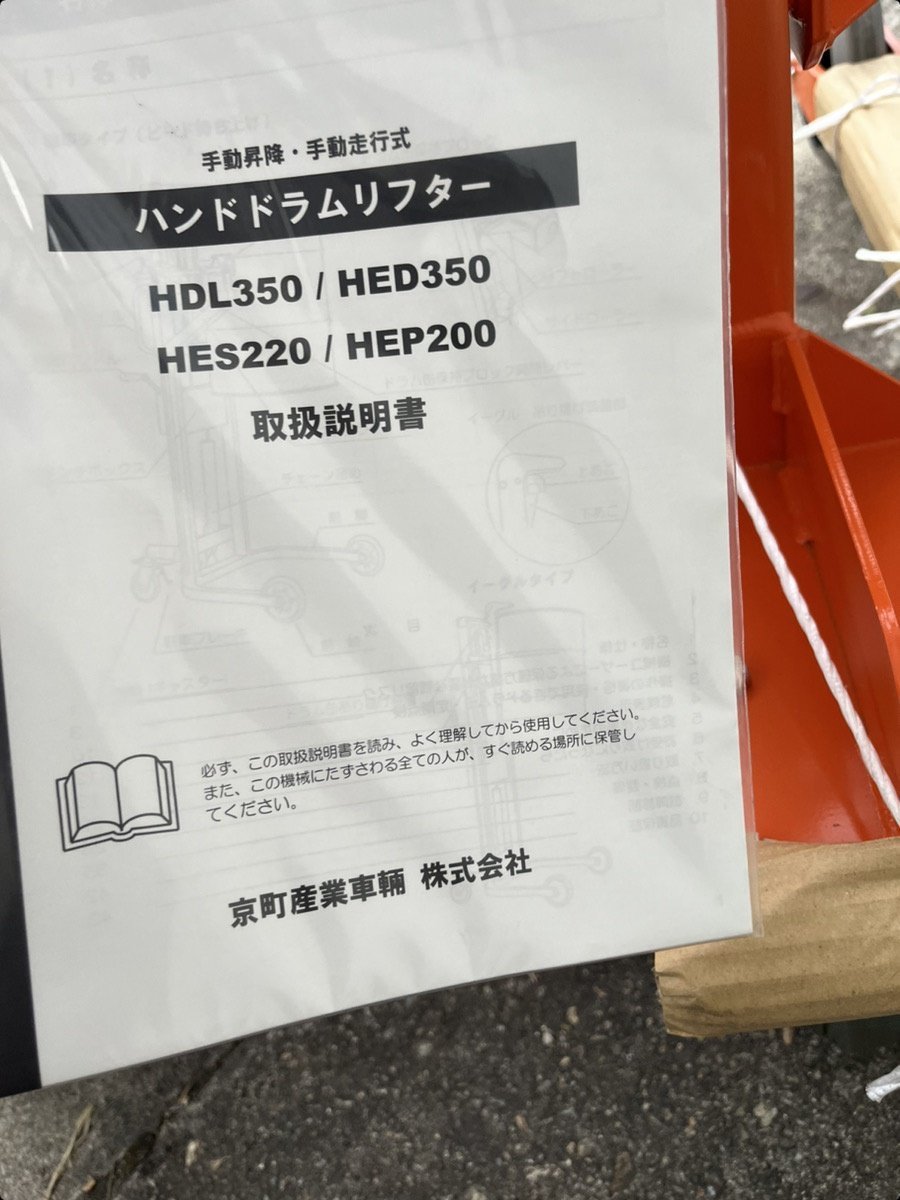 手動昇降・手動走行式
ハンドドラムリフター
HDL350 / HED350
HES220 / HEP200
取扱説明書
必ず、この取扱説明書を読み、よく理解してから使用してください。
また、この機械にたずさわる全ての人が、すぐ読める場所に保管し
てください。
京町産業車輛 株式会社